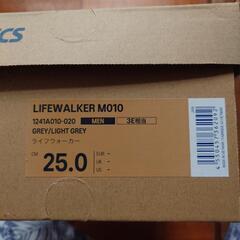 CS
LIFEWALKER M010
1241A010-020 MEN 3E相当
GREY/LIGHT GREY
ライフウォーカー
CM 25.0
EUR -
UK -
US -